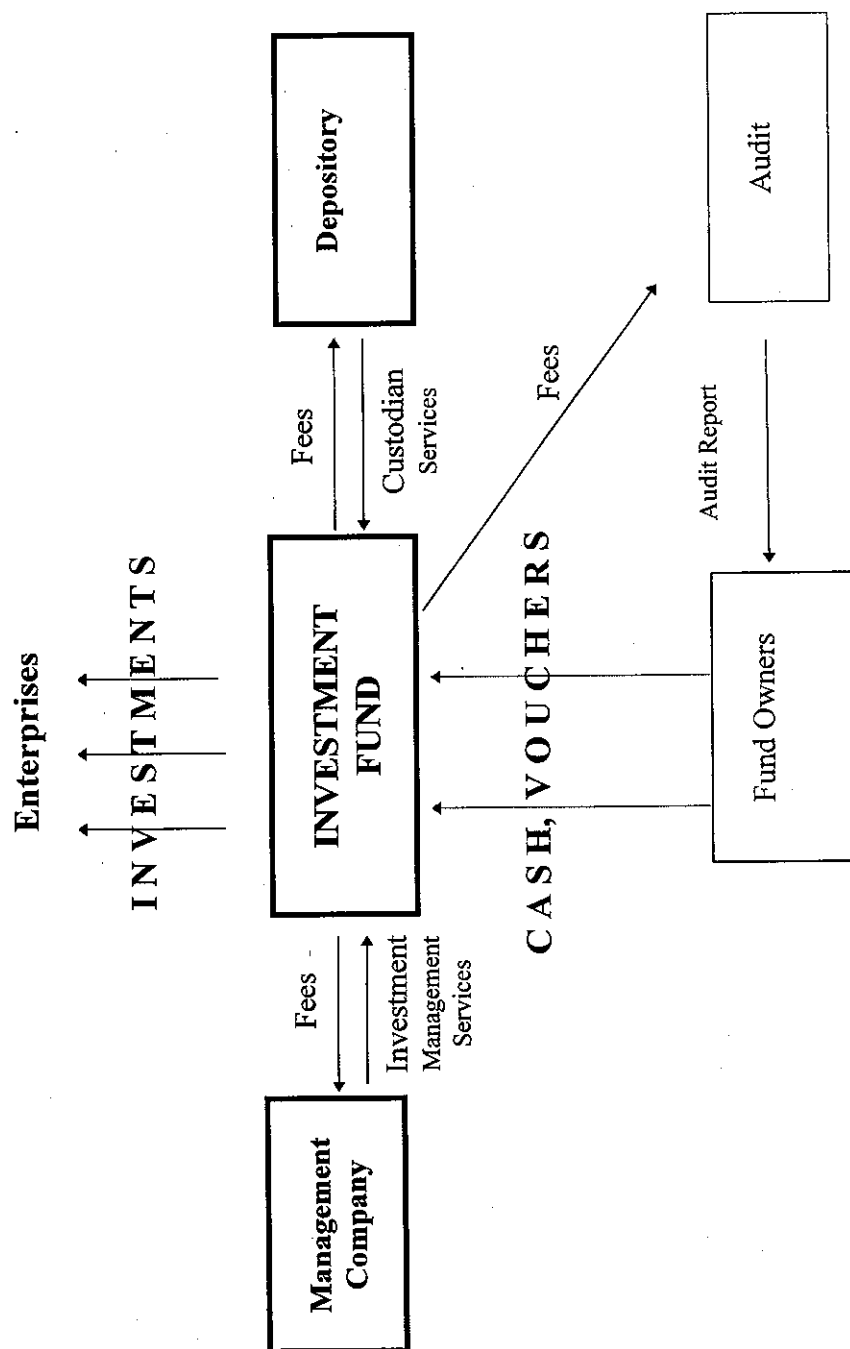 Enterprises
INVESTMENTS
Management
Company
Fees
Investment
Management
Services
INVESTMENT
FUND
Fees
Custodian
Services
Depository
CASH, VOUCHERS
Fees
Fund Owners
Audit Report
Audit